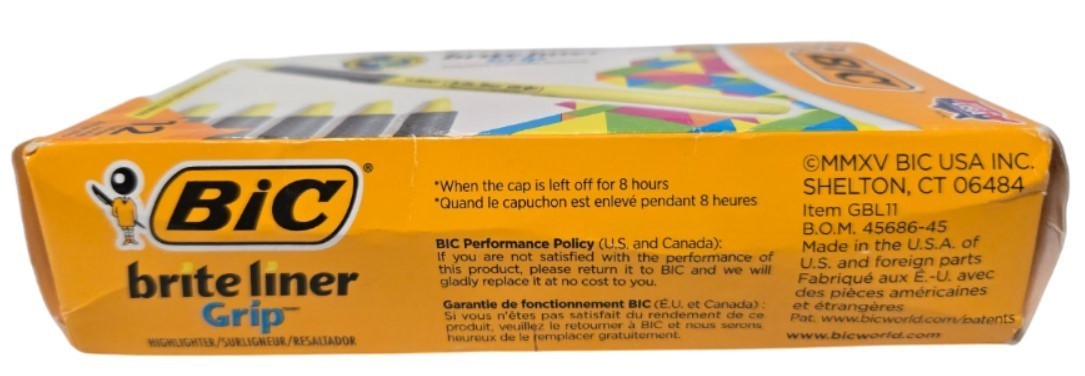 brite liner
Grip
BIC
12
BIC®
brite liner
Grip™
HIGHLIGHTER/SURLIGNEUR/RESALTADOR
*When the cap is left off for 8 hours
*Quand le capuchon est enlevé pendant 8 heures
BIC Performance Policy (U.S. and Canada):
If you are not satisfied with the performance of
this product, please return it to BIC and we will
gladly replace it at no cost to you.
Garantie de fonctionnement BIC (É.U. et Canada) :
Si vous n'êtes pas satisfait du rendement de ce
produit, veuillez le retourner à BIC et nous serons
heureux de le remplacer gratuitement.
©MMXV BIC USA INC.
SHELTON, CT 06484
Item GBL11
B.O.M. 45686-45
Made in the U.S.A. of
U.S. and foreign parts
Fabriqué aux É.-U. avec
des pièces américaines
et étrangères
Pat. www.bicworld.com/patents
www.bicworld.com